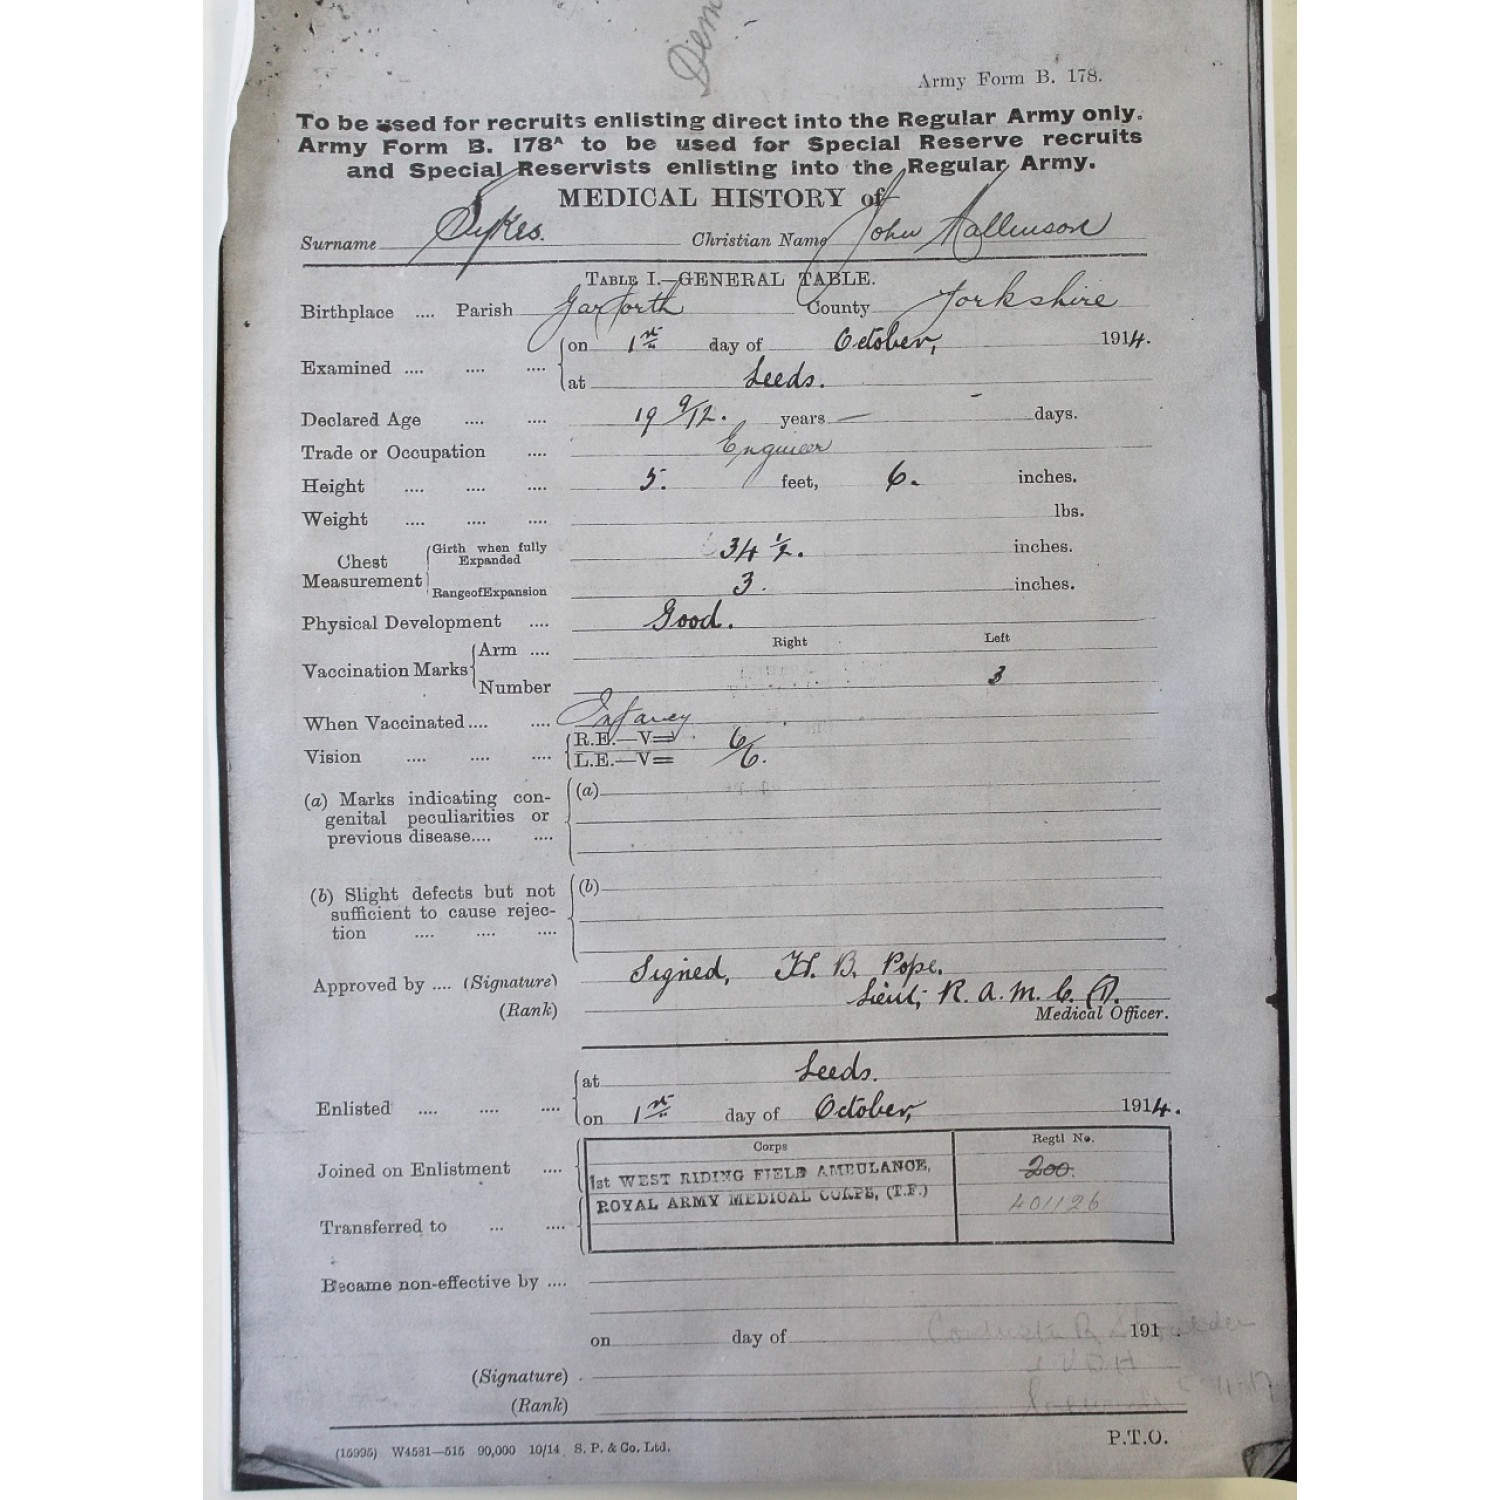 Dem
Army Form B. 178.
To be used for recruits enlisting direct into the Regular Army only.
Army Form B. 178A to be used for Special Reserve recruits
and Special Reservists enlisting into the Regular Army.
MEDICAL HISTORY of
Surname Sykes. Christian Name John Mallinson
TABLE I.—GENERAL TABLE.
Birthplace .... Parish Garforth County Yorkshire
Examined .... .... .... on 1st day of October, 1914.
at Leeds.
Declared Age .... .... 19 9/12. years — days.
Trade or Occupation .... Engineer
Height .... .... .... 5. feet, 6. inches.
Weight .... .... .... lbs.
Chest Measurement Girth when fully Expanded 34 1/2. inches.
Range of Expansion 3. inches.
Physical Development .... Good.
Right Left
Vaccination Marks Arm ....
Number 3
When Vaccinated .... .... Infancy
Vision .... .... .... R.E.—V= 6/6.
L.E.—V=
(a) Marks indicating con- (a)
genital peculiarities or
previous disease.... ....
(b) Slight defects but not (b)
sufficient to cause rejec-
tion .... .... ....
Approved by .... (Signature) Signed, H. B. Pope.
(Rank) Lieut, R. A. M. C. (T).
Medical Officer.
Enlisted .... .... .... at Leeds.
on 1st day of October, 1914.
Corps Regtl No.
Joined on Enlistment .... 1st WEST RIDING FIELD AMBULANCE, 200.
ROYAL ARMY MEDICAL CORPS, (T.F.) 401126
Transferred to ... ....
Became non-effective by ....
on day of 191 .
(Signature)
(Rank)
V D H
P.T.O.
(15995) W4581—515 90,000 10/14 S. P. & Co. Ltd.